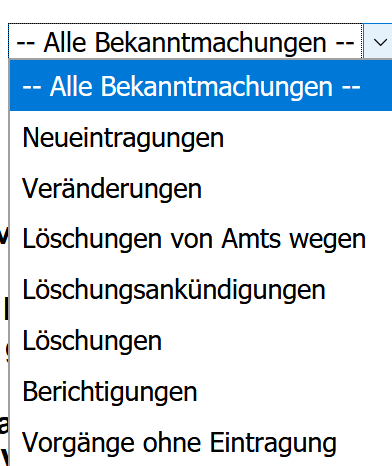 -- Alle Bekanntmachungen --
-- Alle Bekanntmachungen --
Neueintragungen
Veränderungen
Löschungen von Amts wegen
Löschungsankündigungen
Löschungen
Berichtigungen
Vorgänge ohne Eintragung